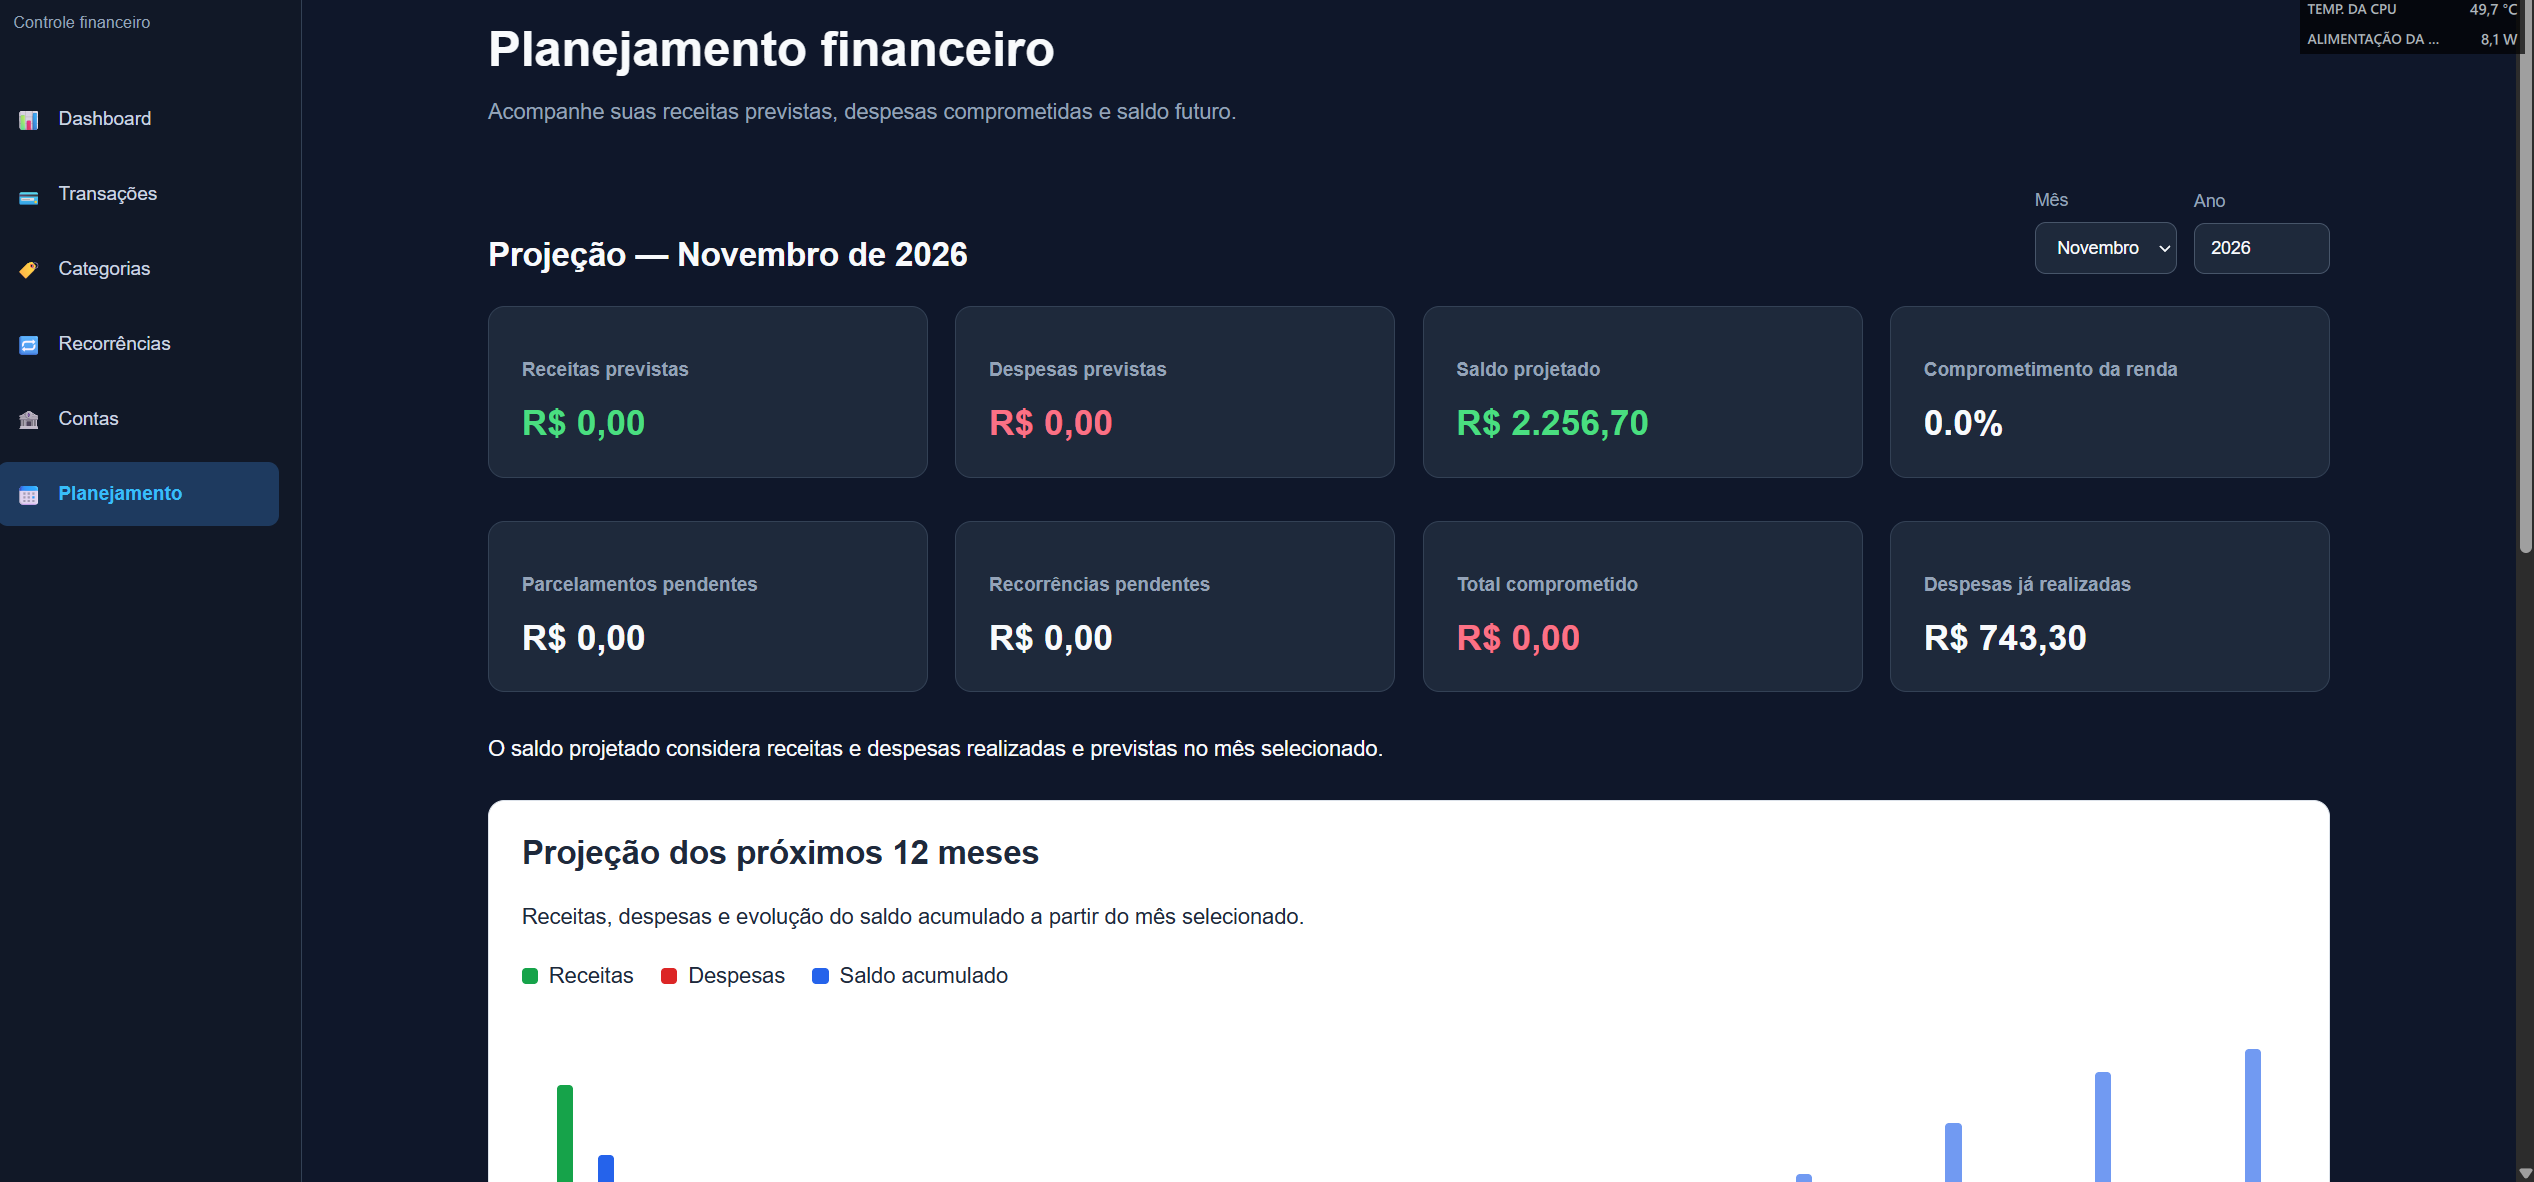 Controle financeiro
Dashboard
Transações
Categorias
Recorrências
Contas
Planejamento
TEMP. DA CPU 49,7 °C
ALIMENTAÇÃO DA ... 8,1 W
Planejamento financeiro
Acompanhe suas receitas previstas, despesas comprometidas e saldo futuro.
Mês Ano
Projeção — Novembro de 2026
Novembro 2026
Receitas previstas
R$ 0,00
Despesas previstas
R$ 0,00
Saldo projetado
R$ 2.256,70
Comprometimento da renda
0.0%
Parcelamentos pendentes
R$ 0,00
Recorrências pendentes
R$ 0,00
Total comprometido
R$ 0,00
Despesas já realizadas
R$ 743,30
O saldo projetado considera receitas e despesas realizadas e previstas no mês selecionado.
Projeção dos próximos 12 meses
Receitas, despesas e evolução do saldo acumulado a partir do mês selecionado.
Receitas Despesas Saldo acumulado